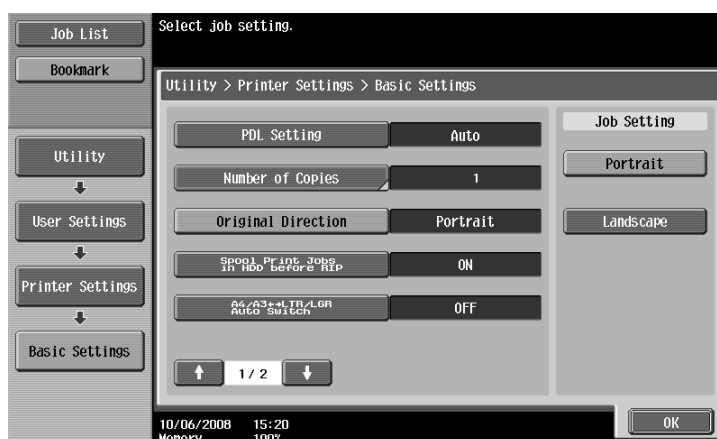 Job List
Bookmark
Select job setting.
Utility > Printer Settings > Basic Settings
Utility
User Settings
Printer Settings
Basic Settings
PDL Setting
Auto
Number of Copies
1
Original Direction
Portrait
Spool Print Jobs
in HDD before RIP
ON
A4/A3↔LTR/LGR
Auto Switch
OFF
1/ 2
Job Setting
Portrait
Landscape
10/06/2008 15:20
Memory 100%
OK